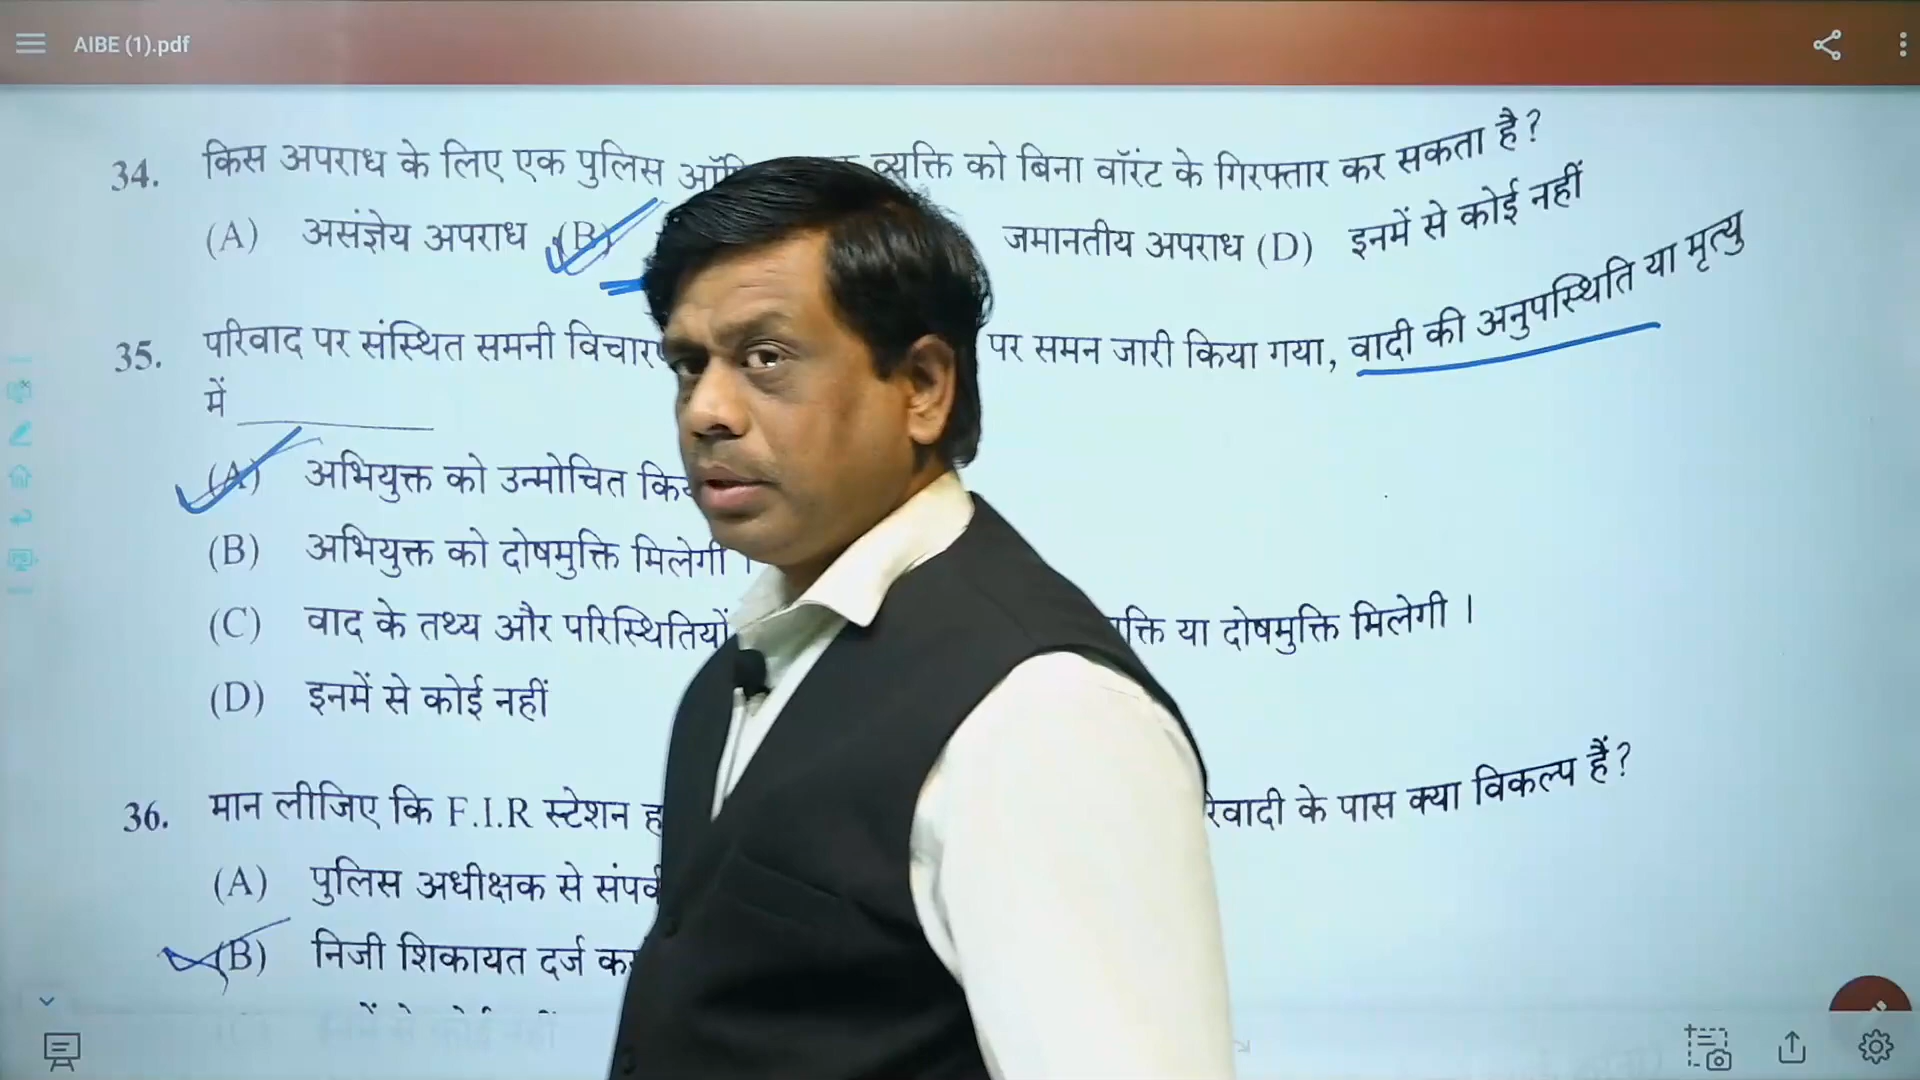 AIBE (1).pdf
34. किस अपराध के लिए एक पुलिस व्यक्ति को बिना वॉरंट के गिरफ्तार कर सकता है?
(A) असंज्ञेय अपराध (B) जमानतीय अपराध (D) इनमें से कोई नहीं
35. परिवाद पर संस्थित समनी पर समन जारी किया गया, वादी की अनुपस्थिति या मृत्यु
में
(A) अभियुक्त को उन्मोचित
(B) अभियुक्त को दोषमुक्ति मिलेगी ।
(C) वाद के तथ्य और परिस्थितियों या दोषमुक्ति मिलेगी ।
(D) इनमें से कोई नहीं
36. मान लीजिए कि F.I.R स्टेशन के पास क्या विकल्प हैं?
(A) पुलिस अधीक्षक से
(B) निजी शिकायत दर्ज